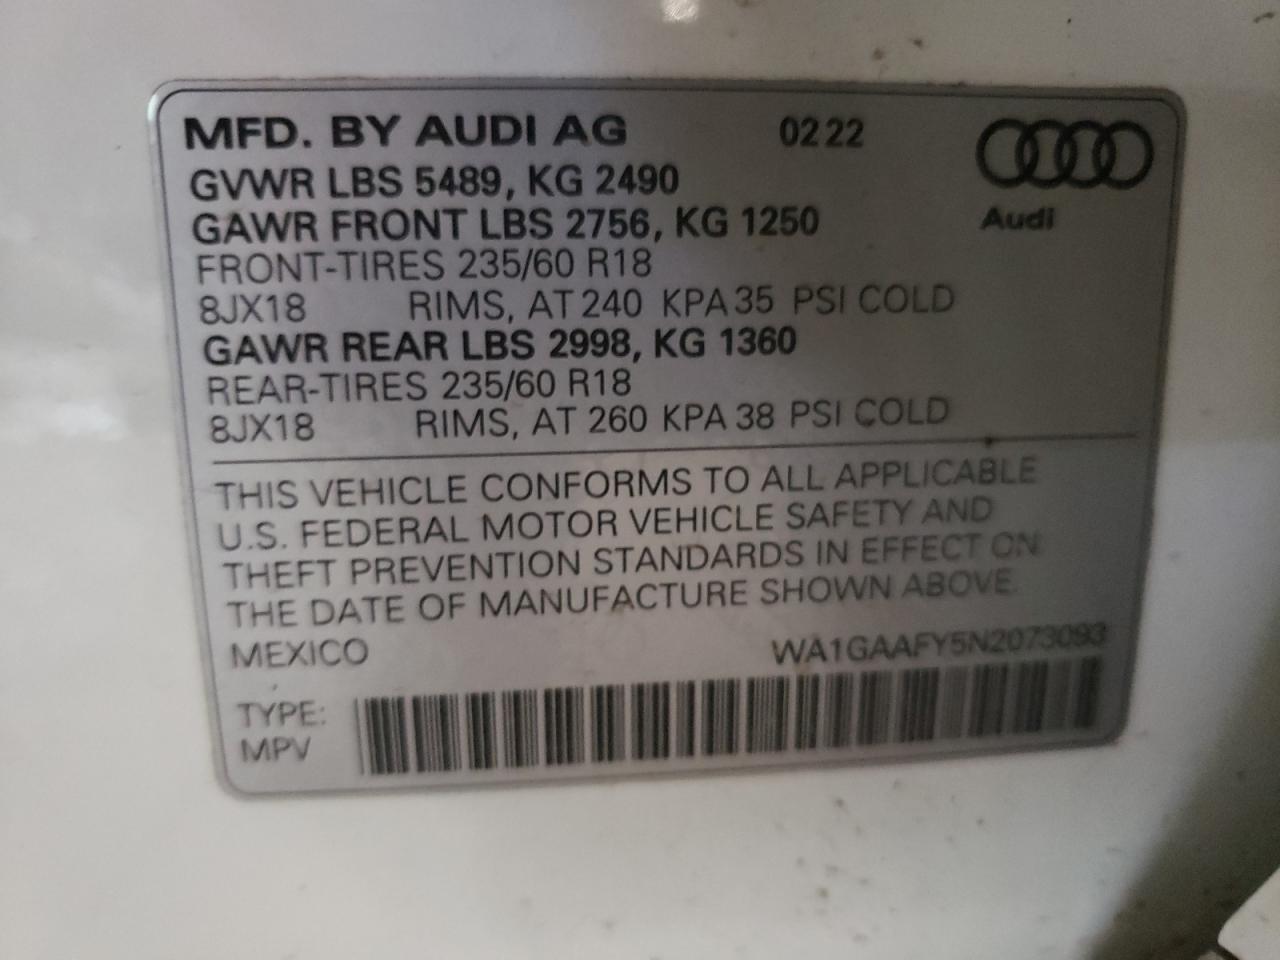 MFD. BY AUDI AG 02 22
GVWR LBS 5489, KG 2490
GAWR FRONT LBS 2756, KG 1250
Audi
FRONT-TIRES 235/60 R18
8JX18 RIMS, AT 240 KPA 35 PSI COLD
GAWR REAR LBS 2998, KG 1360
REAR-TIRES 235/60 R18
8JX18 RIMS, AT 260 KPA 38 PSI COLD
THIS VEHICLE CONFORMS TO ALL APPLICABLE
U.S. FEDERAL MOTOR VEHICLE SAFETY AND
THEFT PREVENTION STANDARDS IN EFFECT ON
THE DATE OF MANUFACTURE SHOWN ABOVE.
MEXICO WA1GAAFY5N2073093
TYPE:
MPV